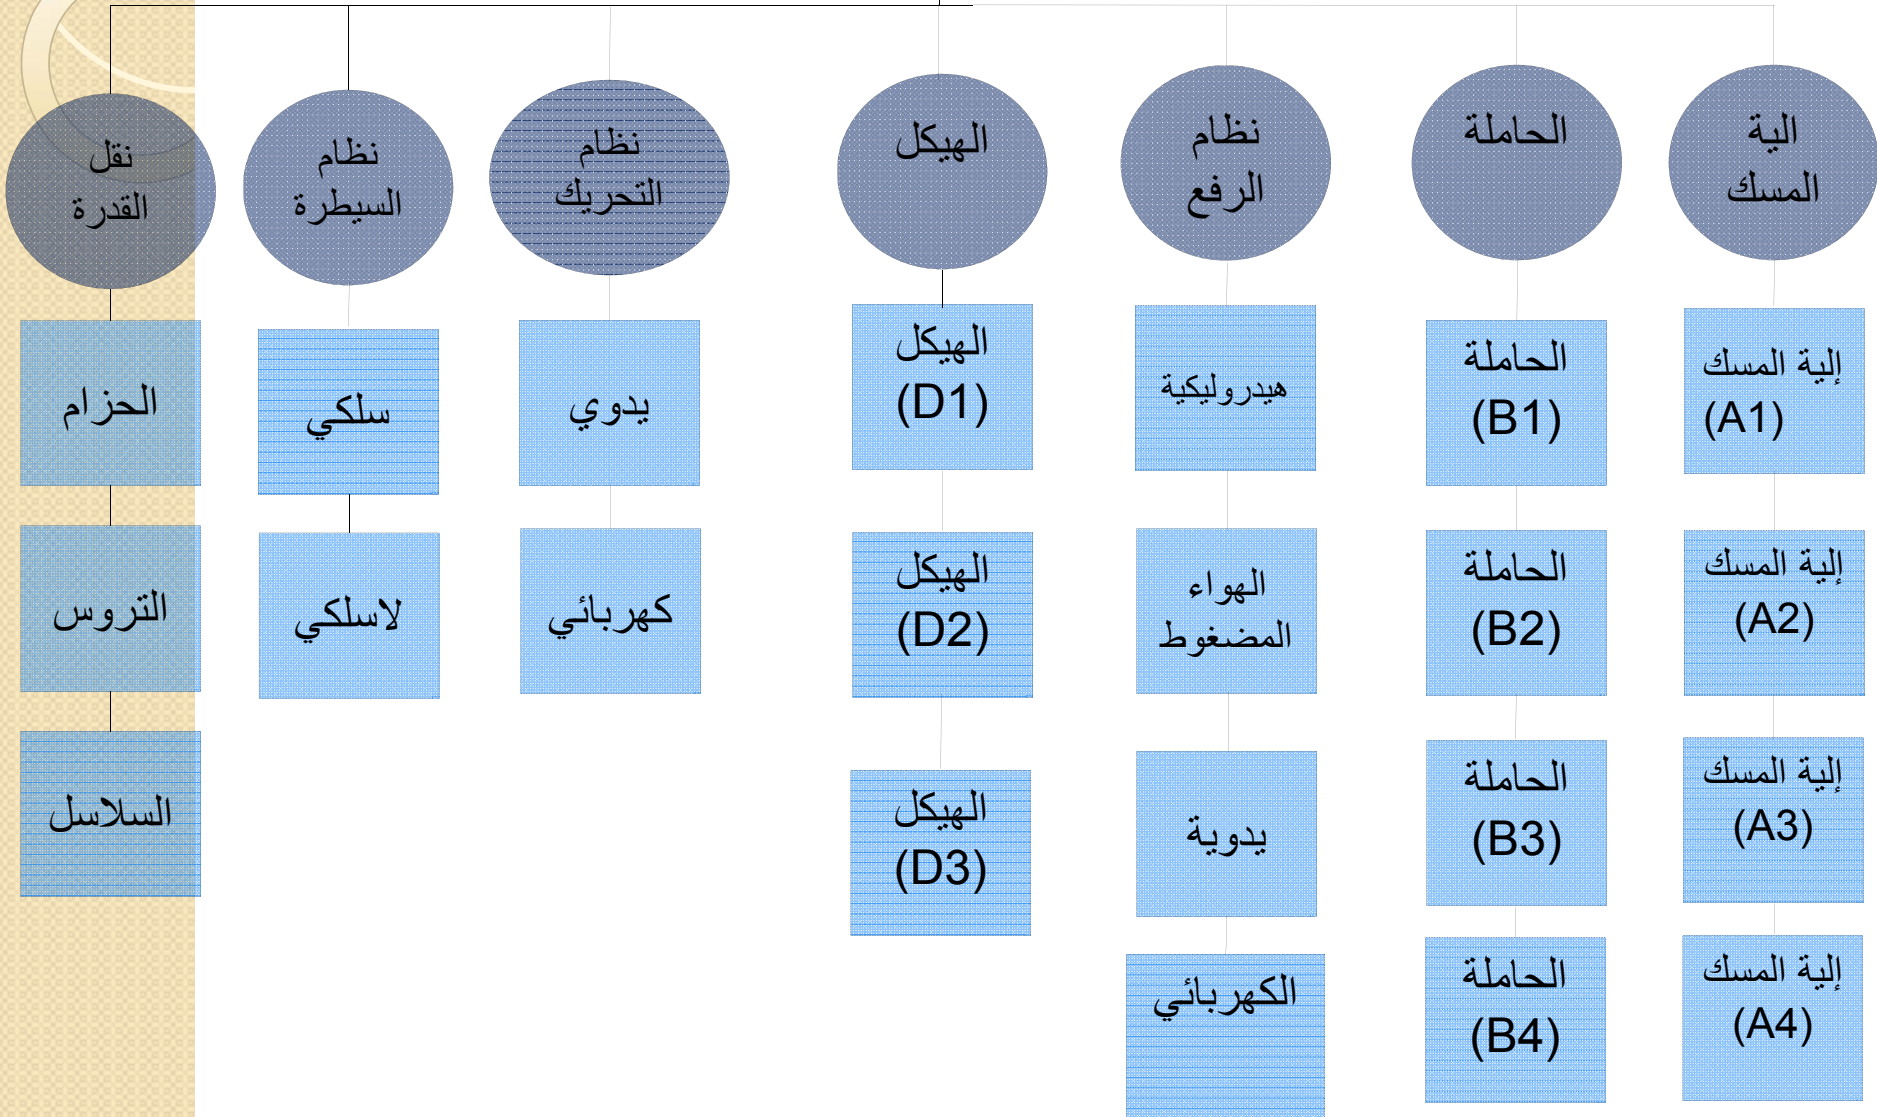 الية
المسك
الحاملة
نظام
الرفع
الهيكل
نظام
التحريك
نظام
السيطرة
نقل
القدرة
إلية المسك
(A1)
إلية المسك
(A2)
إلية المسك
(A3)
إلية المسك
(A4)
الحاملة
(B1)
الحاملة
(B2)
الحاملة
(B3)
الحاملة
(B4)
هيدروليكية
الهواء
المضغوط
يدوية
الكهربائي
الهيكل
(D1)
الهيكل
(D2)
الهيكل
(D3)
يدوي
كهربائي
سلكي
لاسلكي
الحزام
التروس
السلاسل